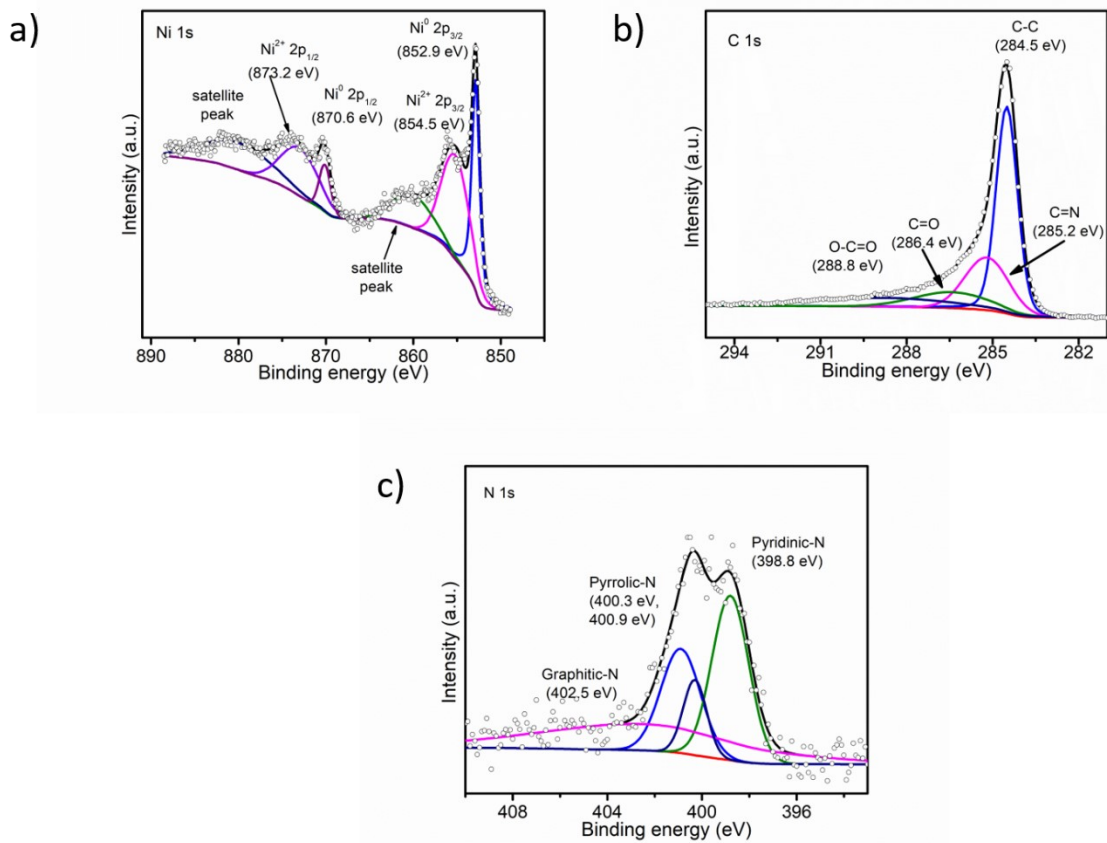 a)
Ni 1s
Ni²⁺ 2p₁/₂
(873.2 eV)
satellite
peak
Ni⁰ 2p₁/₂
(870.6 eV)
Ni⁰ 2p₃/₂
(852.9 eV)
Ni²⁺ 2p₃/₂
(854.5 eV)
satellite
peak
Intensity (a.u.)
890 880 870 860 850
Binding energy (eV)
b)
C 1s
C-C
(284.5 eV)
C=N
(285.2 eV)
C=O
(286.4 eV)
O-C=O
(288.8 eV)
Intensity (a.u.)
294 291 288 285 282
Binding energy (eV)
c)
N 1s
Pyridinic-N
(398.8 eV)
Pyrrolic-N
(400.3 eV,
400.9 eV)
Graphitic-N
(402.5 eV)
Intensity (a.u.)
408 404 400 396
Binding energy (eV)